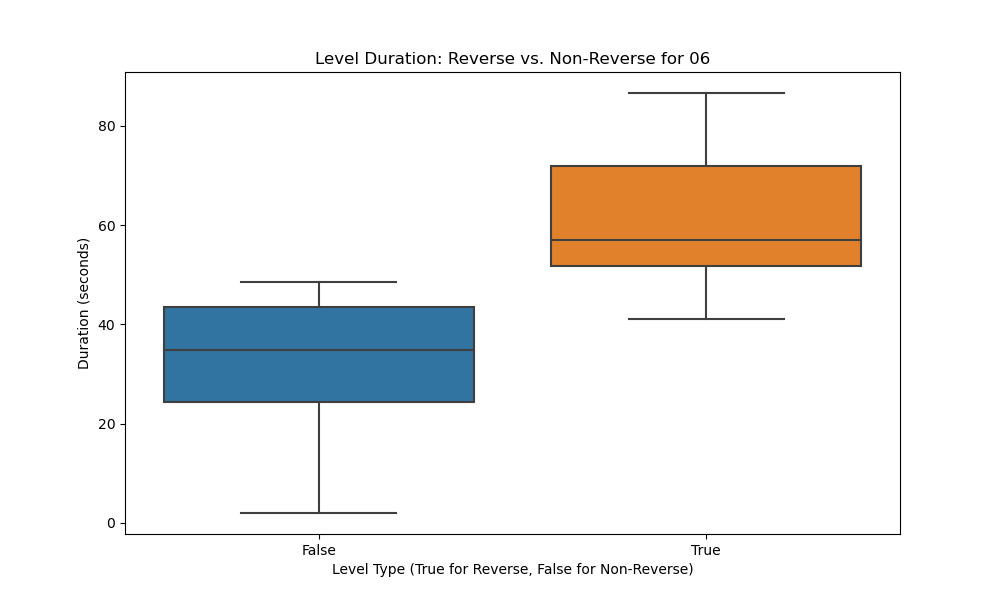 Level Duration: Reverse vs. Non-Reverse for 06
Duration (seconds)
80
60
40
20
0
False
True
Level Type (True for Reverse, False for Non-Reverse)